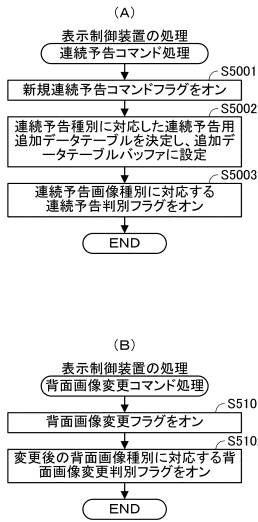 (A)
表示制御装置の処理
連続予告コマンド処理
S5001
新規連続予告コマンドフラグをオン
S5002
連続予告種別に対応した連続予告用
追加データテーブルを決定し、追加デ
ータテーブルバッファに設定
S5003
連続予告画像種別に対応する
連続予告判別フラグをオン
END
(B)
表示制御装置の処理
背面画像変更コマンド処理
S510
背面画像変更フラグをオン
S510
変更後の背面画像種別に対応する背
面画像変更判別フラグをオン
END